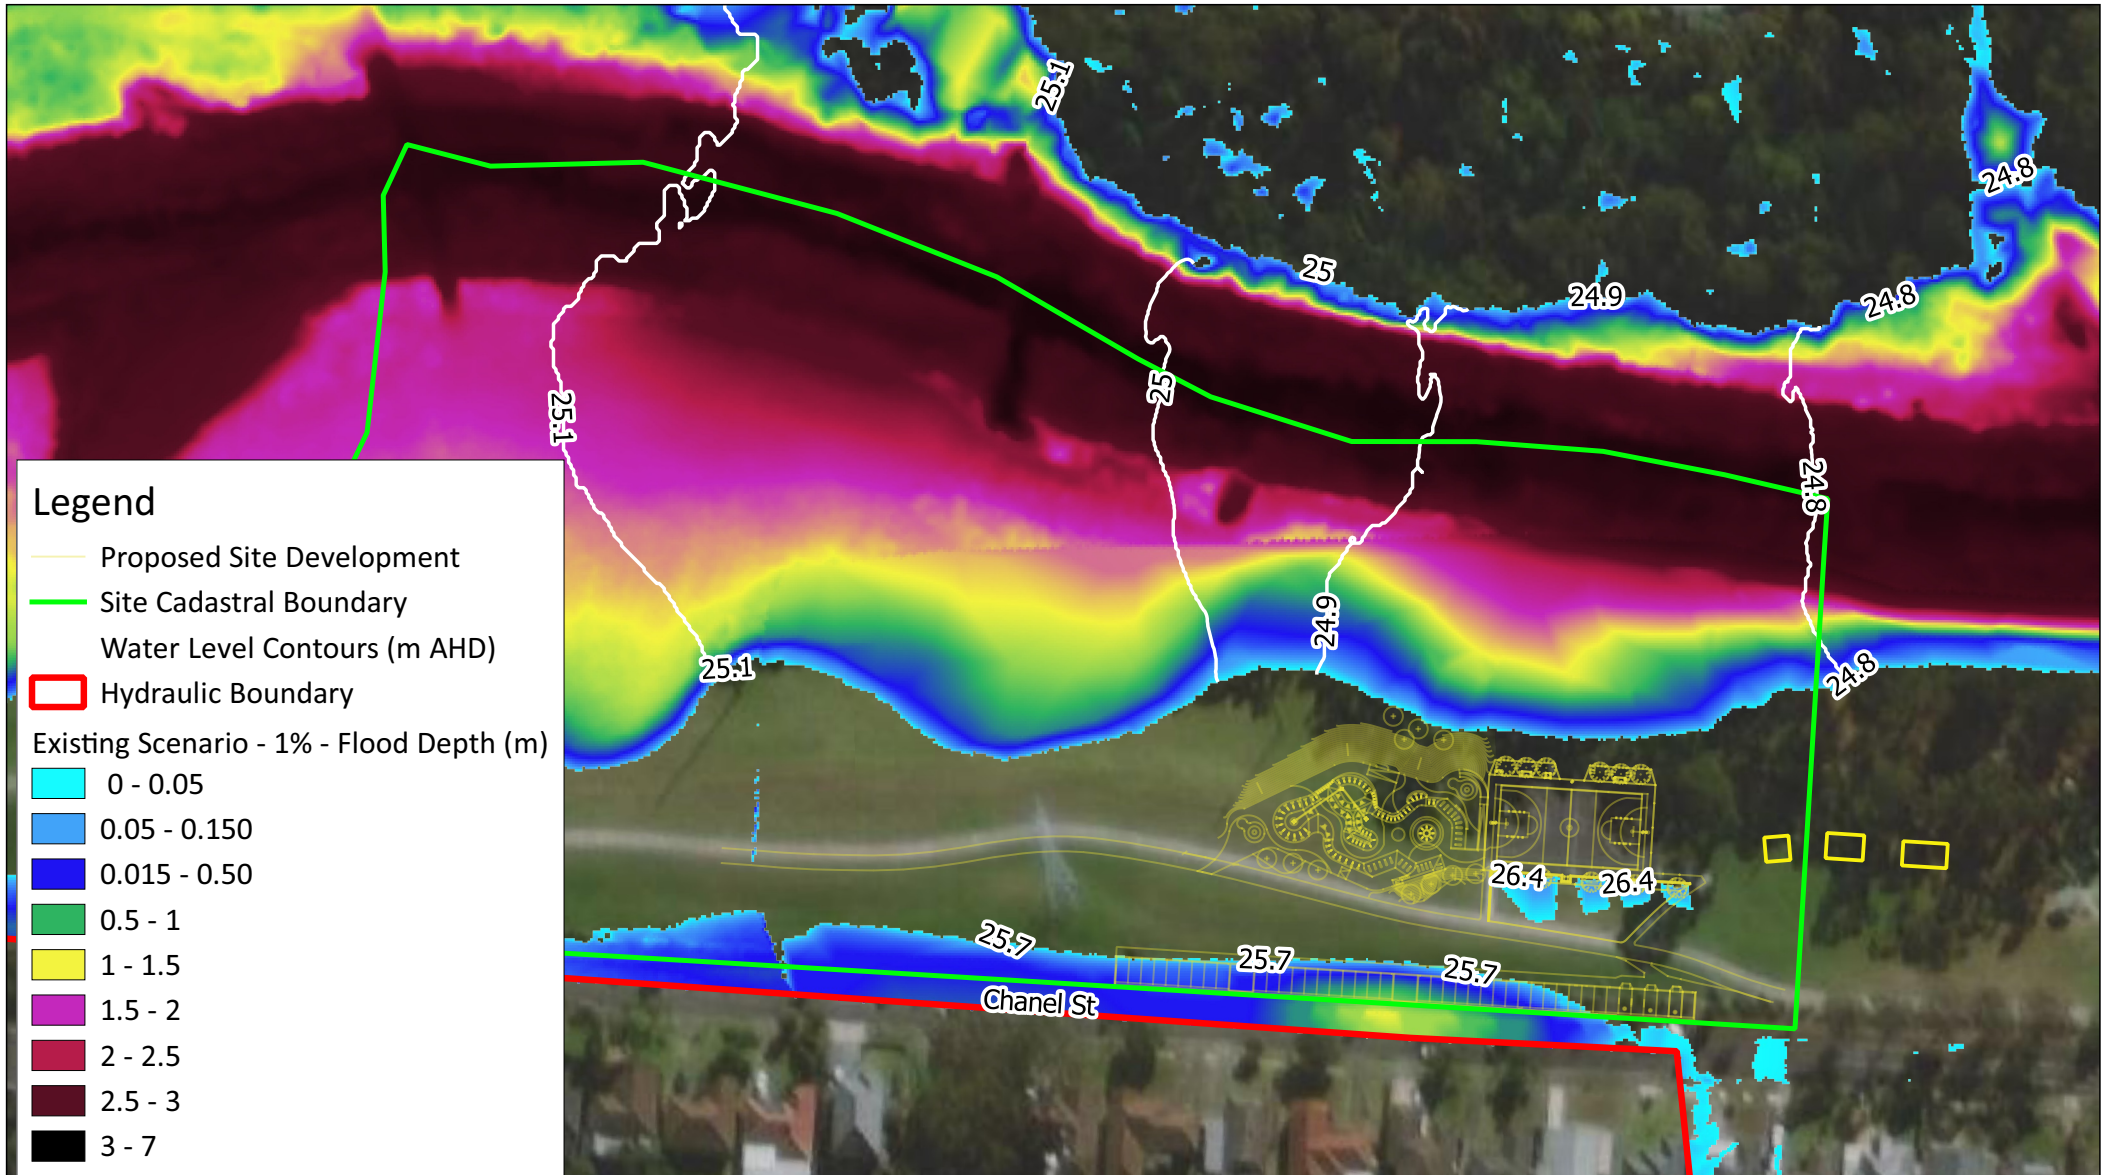 25.1
24.8
25
24.9
24.8
25
25.1
24.8
24.9
25.1
24.8
26.4
26.4
25.7
25.7
25.7
Chanel St
Legend
Proposed Site Development
Site Cadastral Boundary
Water Level Contours (m AHD)
Hydraulic Boundary
Existing Scenario - 1% - Flood Depth (m)
0 - 0.05
0.05 - 0.150
0.015 - 0.50
0.5 - 1
1 - 1.5
1.5 - 2
2 - 2.5
2.5 - 3
3 - 7